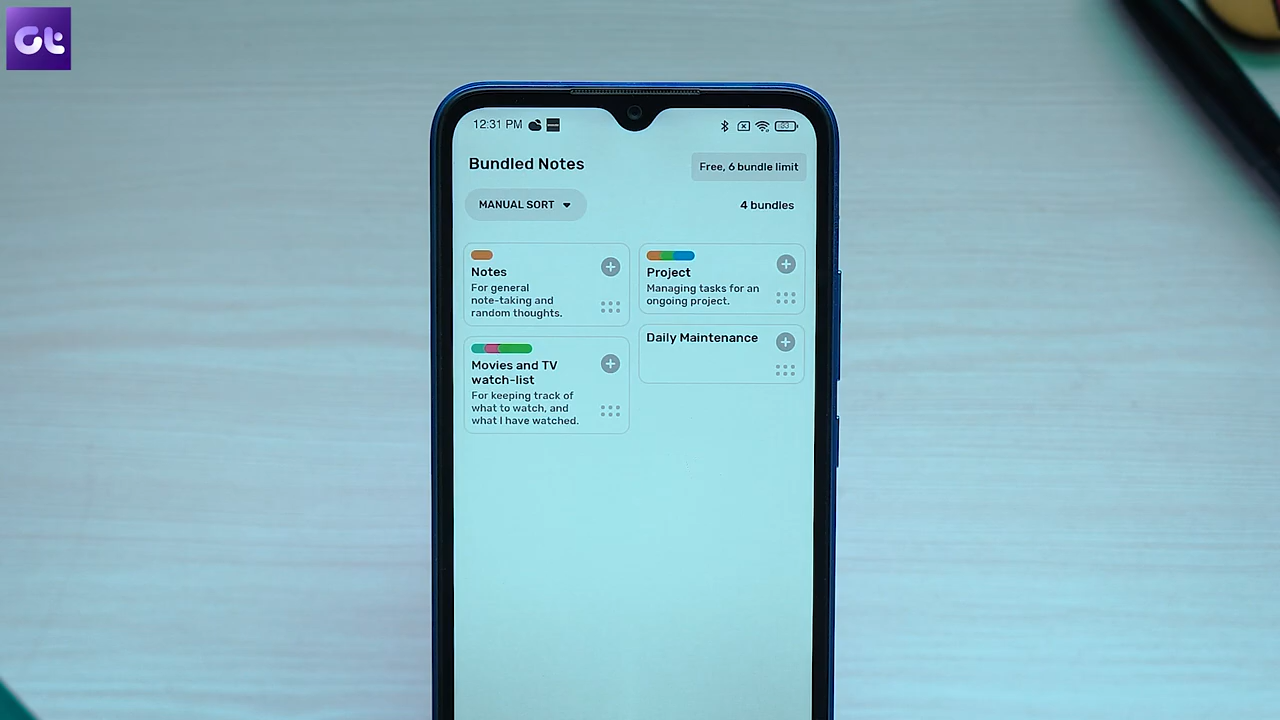 Gt
12:31 PM
Bundled Notes
Free, 6 bundle limit
MANUAL SORT
4 bundles
Notes
For general
note-taking and
random thoughts.
Project
Managing tasks for an
ongoing project.
Movies and TV
watch-list
For keeping track of
what to watch, and
what I have watched.
Daily Maintenance